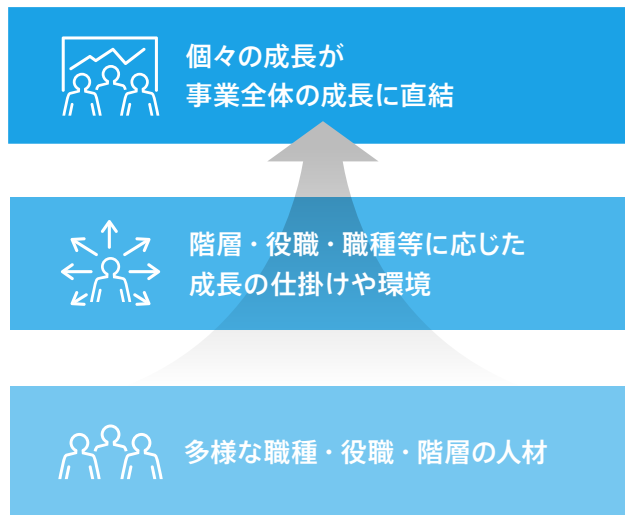 個々の成長が
事業全体の成長に直結
階層・役職・職種等に応じた
成長の仕掛けや環境
多様な職種・役職・階層の人材